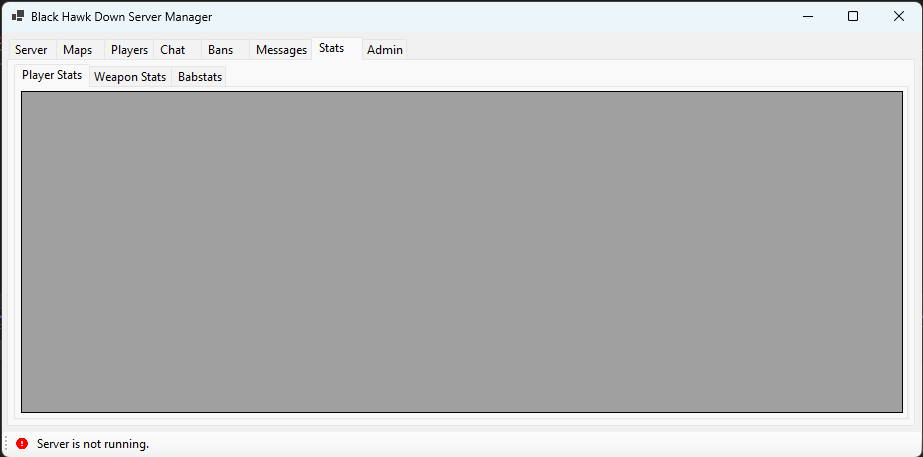 Black Hawk Down Server Manager
Server Maps Players Chat Bans Messages Stats Admin
Player Stats Weapon Stats Babstats
Server is not running.